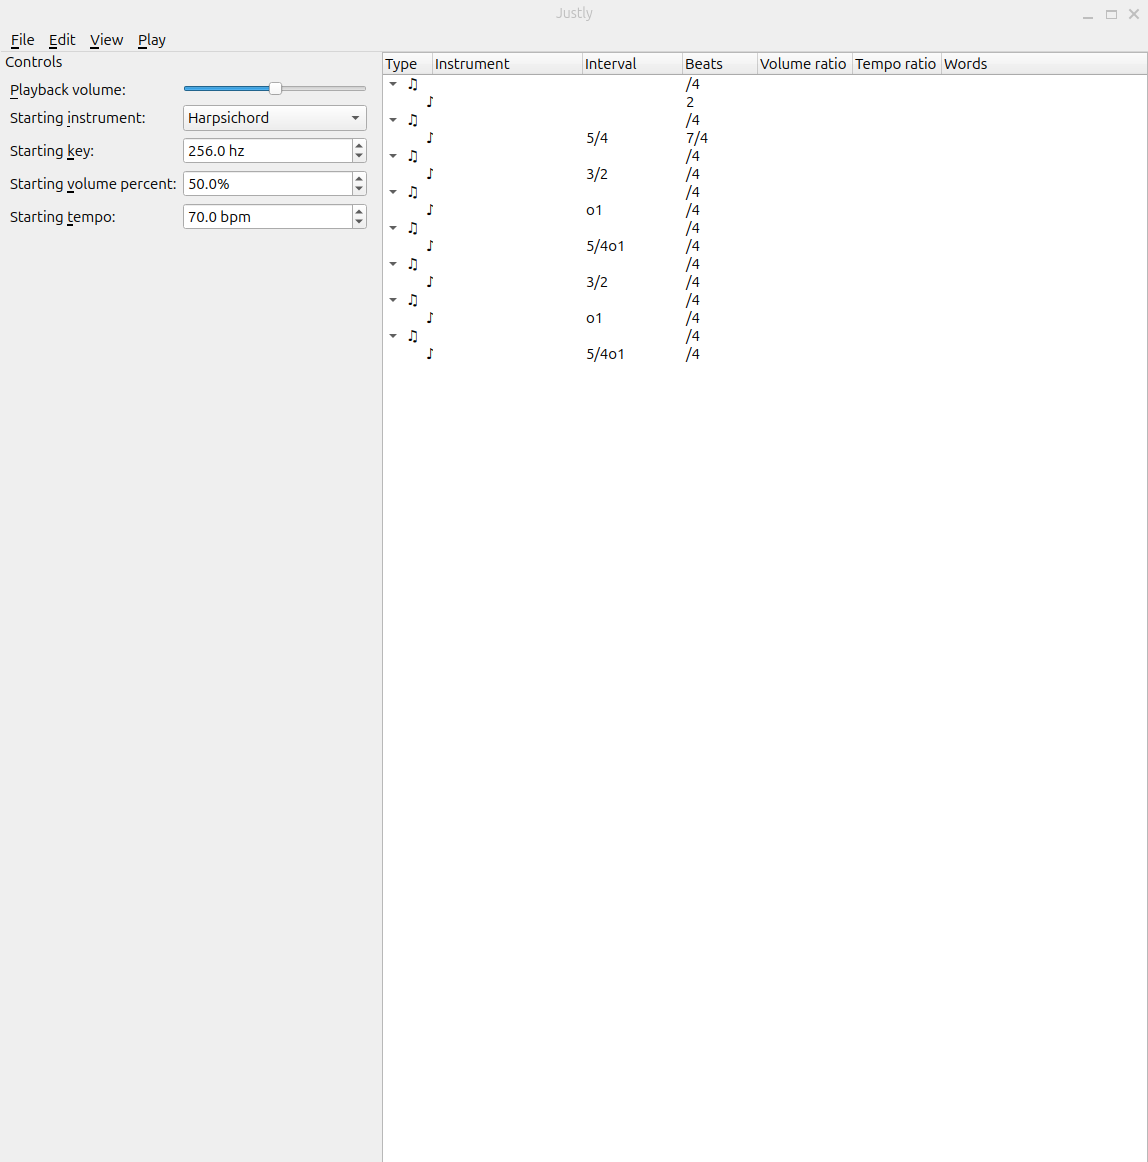 Justly
File Edit View Play
Controls
Playback volume:
Starting instrument: Harpsichord
Starting key: 256.0 hz
Starting volume percent: 50.0%
Starting tempo: 70.0 bpm
Type Instrument Interval Beats Volume ratio Tempo ratio Words
♫ /4
♪ 2
♫ /4
♪ 5/4 7/4
♫ /4
♪ 3/2 /4
♫ /4
♪ o1 /4
♫ /4
♪ 5/4o1 /4
♫ /4
♪ 3/2 /4
♫ /4
♪ o1 /4
♫ /4
♪ 5/4o1 /4